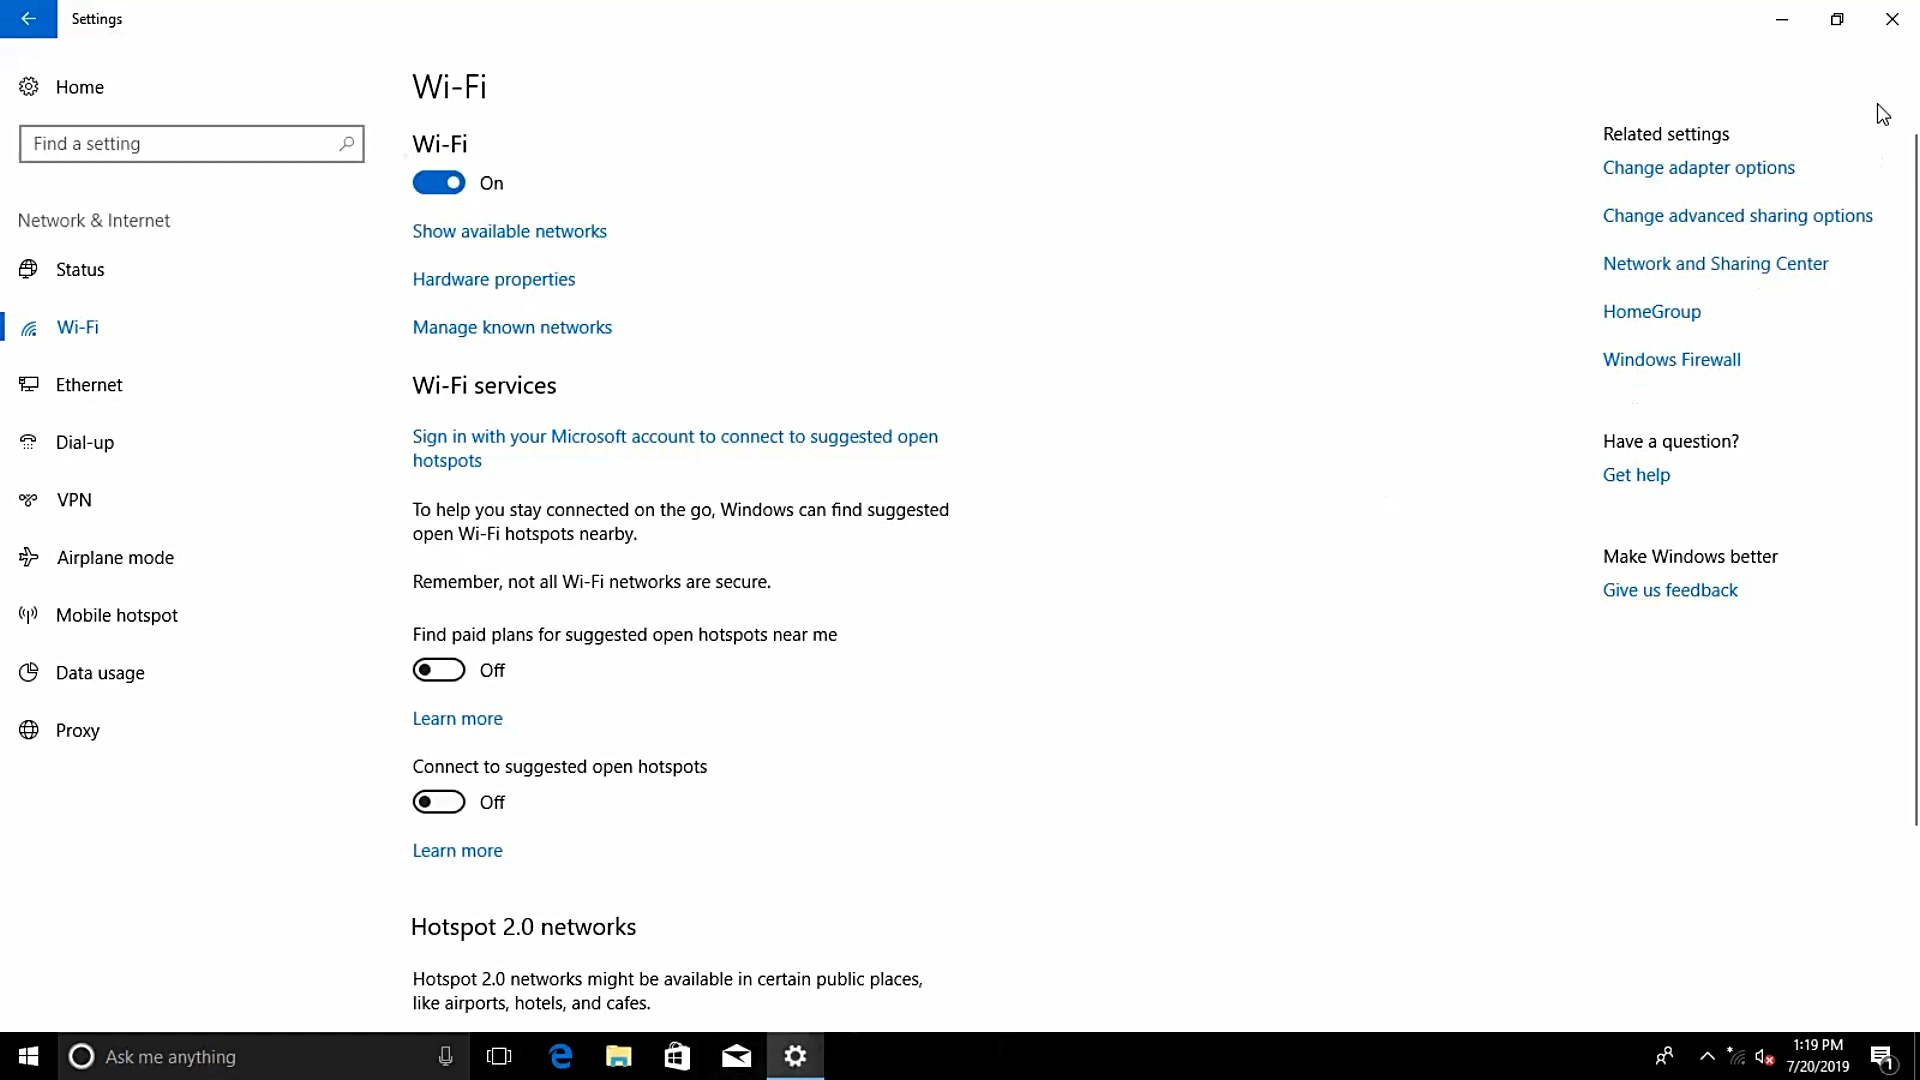 Settings
Home
Find a setting
Network & Internet
Status
Wi-Fi
Ethernet
Dial-up
VPN
Airplane mode
Mobile hotspot
Data usage
Proxy
Wi-Fi
Wi-Fi
On
Show available networks
Hardware properties
Manage known networks
Wi-Fi services
Sign in with your Microsoft account to connect to suggested open
hotspots
To help you stay connected on the go, Windows can find suggested
open Wi-Fi hotspots nearby.
Remember, not all Wi-Fi networks are secure.
Find paid plans for suggested open hotspots near me
Off
Learn more
Connect to suggested open hotspots
Off
Learn more
Hotspot 2.0 networks
Hotspot 2.0 networks might be available in certain public places,
like airports, hotels, and cafes.
Related settings
Change adapter options
Change advanced sharing options
Network and Sharing Center
HomeGroup
Windows Firewall
Have a question?
Get help
Make Windows better
Give us feedback
Ask me anything
1:19 PM
7/20/2019
1